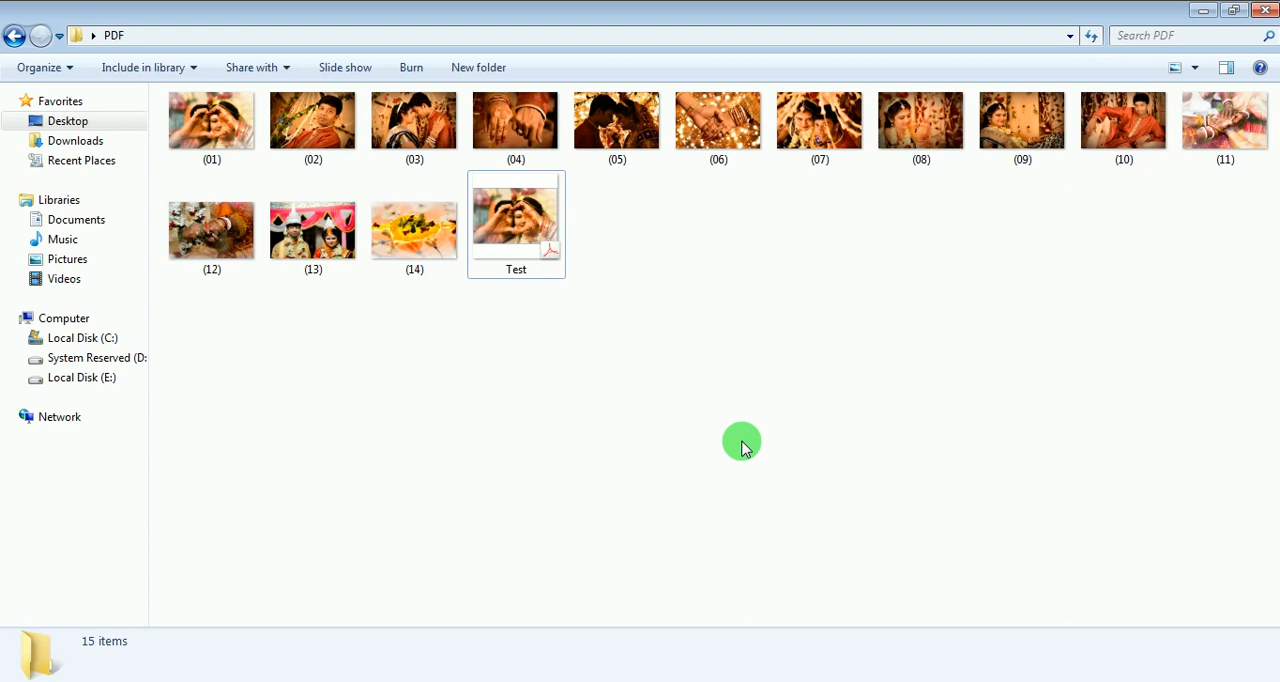 PDF
Search PDF
Organize Include in library Share with Slide show Burn New folder
Favorites
Desktop
Downloads
Recent Places
Libraries
Documents
Music
Pictures
Videos
Computer
Local Disk (C:)
System Reserved (D:
Local Disk (E:)
Network
(01) (02) (03) (04) (05) (06) (07) (08) (09) (10) (11)
(12) (13) (14) Test
15 items